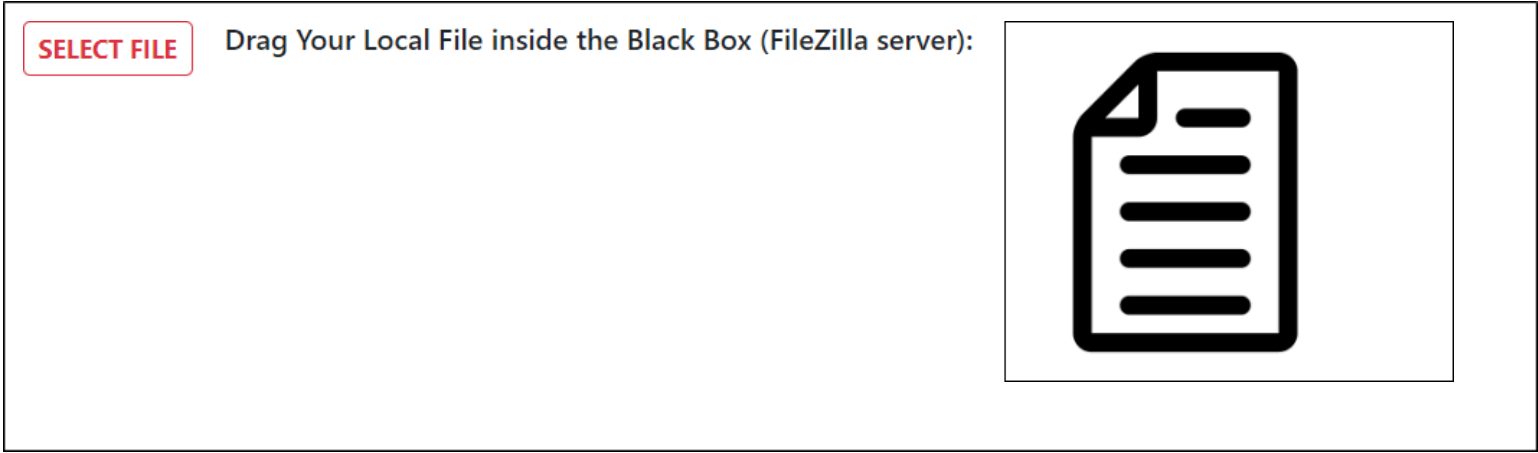 SELECT FILE
Drag Your Local File inside the Black Box (FileZilla server):